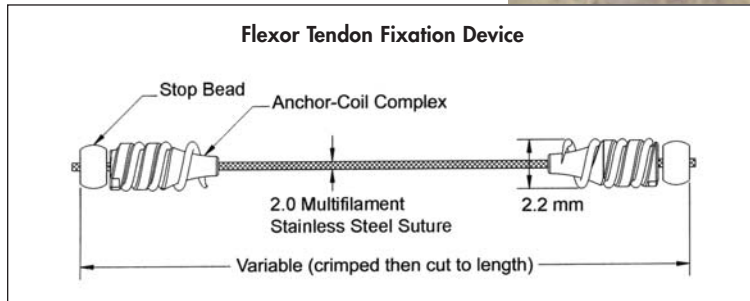 Flexor Tendon Fixation Device
Stop Bead
Anchor-Coil Complex
2.0 Multifilament
Stainless Steel Suture
2.2 mm
Variable (crimped then cut to length)